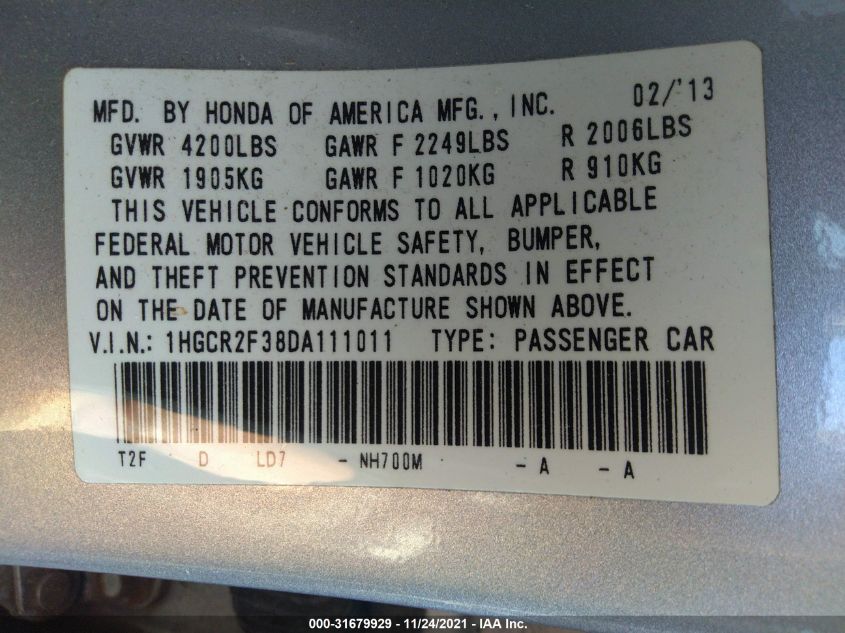 MFD. BY HONDA OF AMERICA MFG., INC. 02/'13
GVWR 4200LBS GAWR F 2249LBS R 2006LBS
GVWR 1905KG GAWR F 1020KG R 910KG
THIS VEHICLE CONFORMS TO ALL APPLICABLE
FEDERAL MOTOR VEHICLE SAFETY, BUMPER,
AND THEFT PREVENTION STANDARDS IN EFFECT
ON THE DATE OF MANUFACTURE SHOWN ABOVE.
V.I.N.: 1HGCR2F38DA111011 TYPE: PASSENGER CAR
T2F D LD7 - NH700M - A - A
000-31679929 - 11/24/2021 - IAA Inc.